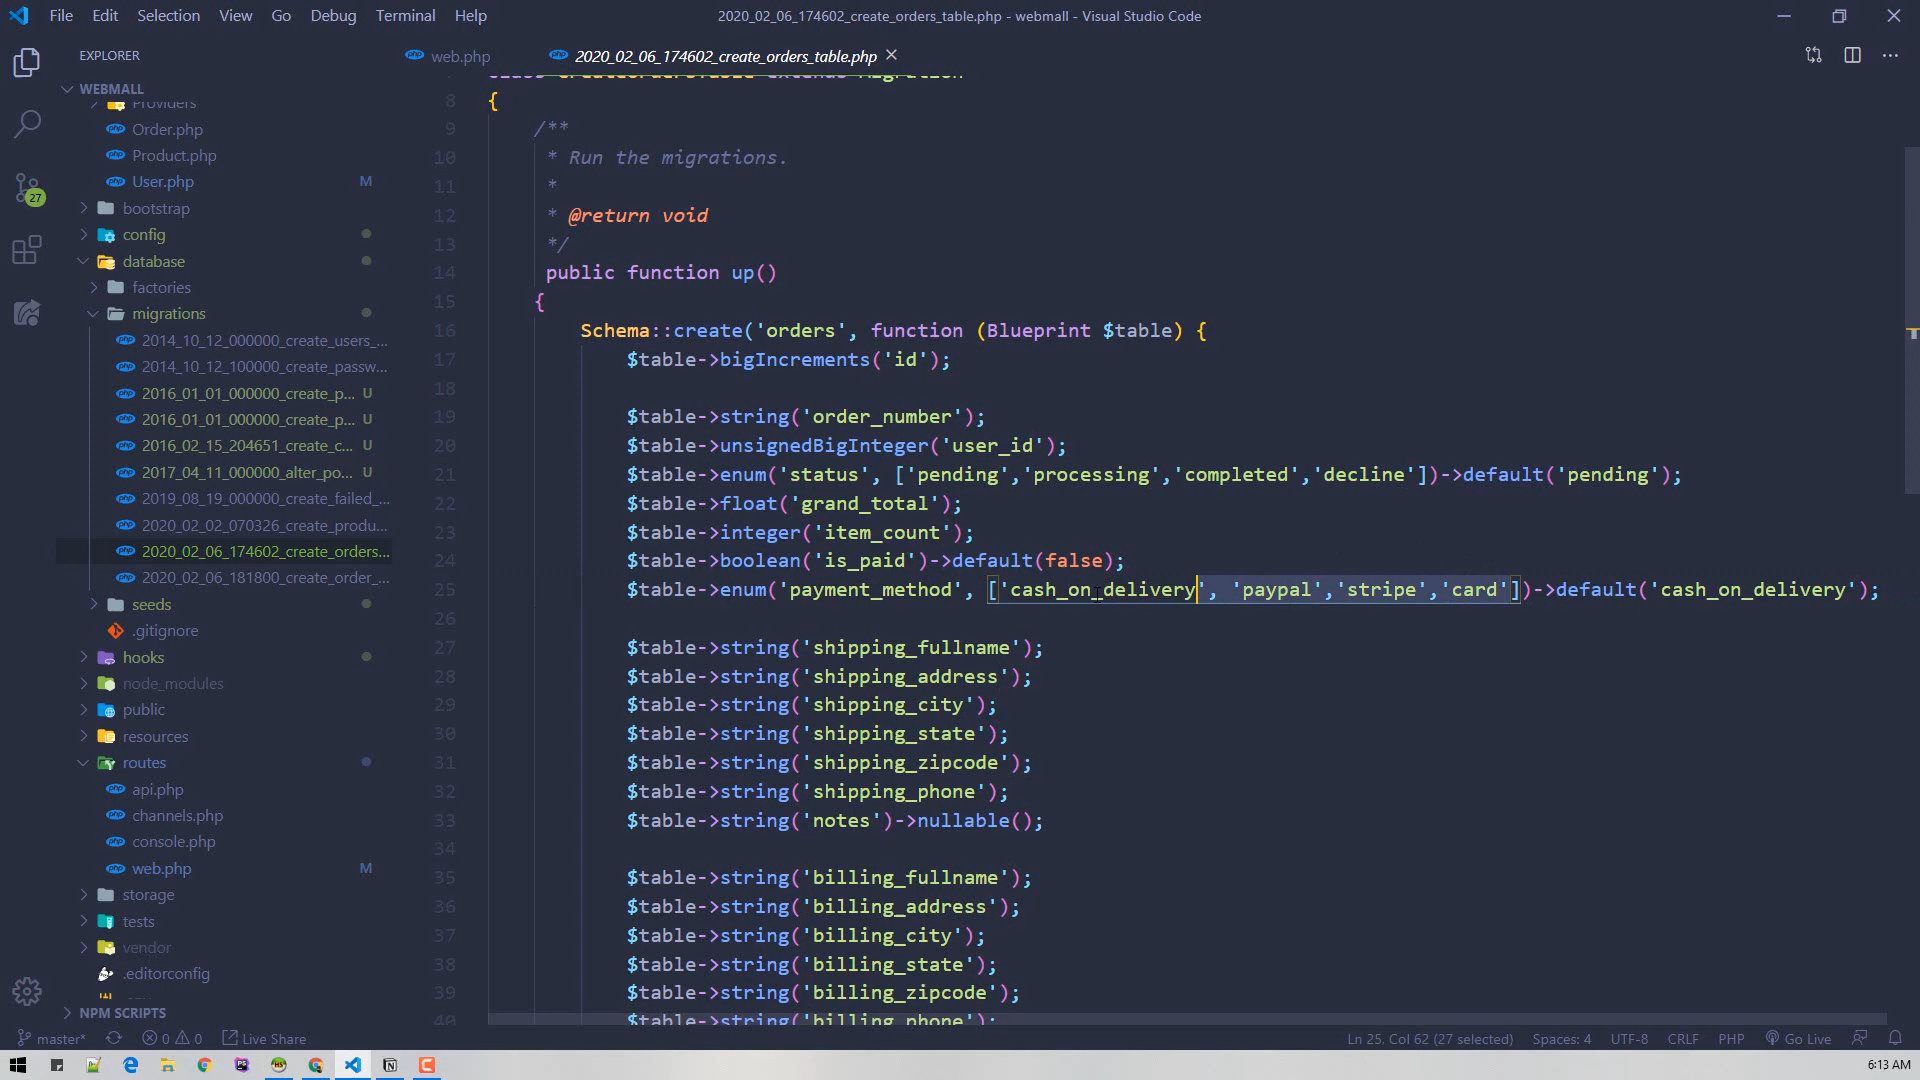 File Edit Selection View Go Debug Terminal Help
2020_02_06_174602_create_orders_table.php - webmall - Visual Studio Code
EXPLORER
WEBMALL
Providers
Order.php
Product.php
User.php M
bootstrap
config
database
factories
migrations
2014_10_12_000000_create_users_...
2014_10_12_100000_create_passw...
2016_01_01_000000_create_p... U
2016_01_01_000000_create_p... U
2016_02_15_204651_create_c... U
2017_04_11_000000_alter_po... U
2019_08_19_000000_create_failed_...
2020_02_02_070326_create_produ...
2020_02_06_174602_create_orders...
2020_02_06_181800_create_order_...
seeds
.gitignore
hooks
node_modules
public
resources
routes
api.php
channels.php
console.php
web.php M
storage
tests
vendor
.editorconfig
NPM SCRIPTS
27
web.php
2020_02_06_174602_create_orders_table.php
8 {
9 /**
10 * Run the migrations.
11 *
12 * @return void
13 */
14 public function up()
15 {
16 Schema::create('orders', function (Blueprint $table) {
17 $table->bigIncrements('id');
18
19 $table->string('order_number');
20 $table->unsignedBigInteger('user_id');
21 $table->enum('status', ['pending','processing','completed','decline'])->default('pending');
22 $table->float('grand_total');
23 $table->integer('item_count');
24 $table->boolean('is_paid')->default(false);
25 $table->enum('payment_method', ['cash_on_delivery', 'paypal','stripe','card'])->default('cash_on_delivery');
26
27 $table->string('shipping_fullname');
28 $table->string('shipping_address');
29 $table->string('shipping_city');
30 $table->string('shipping_state');
31 $table->string('shipping_zipcode');
32 $table->string('shipping_phone');
33 $table->string('notes')->nullable();
34
35 $table->string('billing_fullname');
36 $table->string('billing_address');
37 $table->string('billing_city');
38 $table->string('billing_state');
39 $table->string('billing_zipcode');
40 $table->string('billing_phone');
master* 0 0 Live Share
Ln 25, Col 62 (27 selected) Spaces: 4 UTF-8 CRLF PHP Go Live
6:13 AM